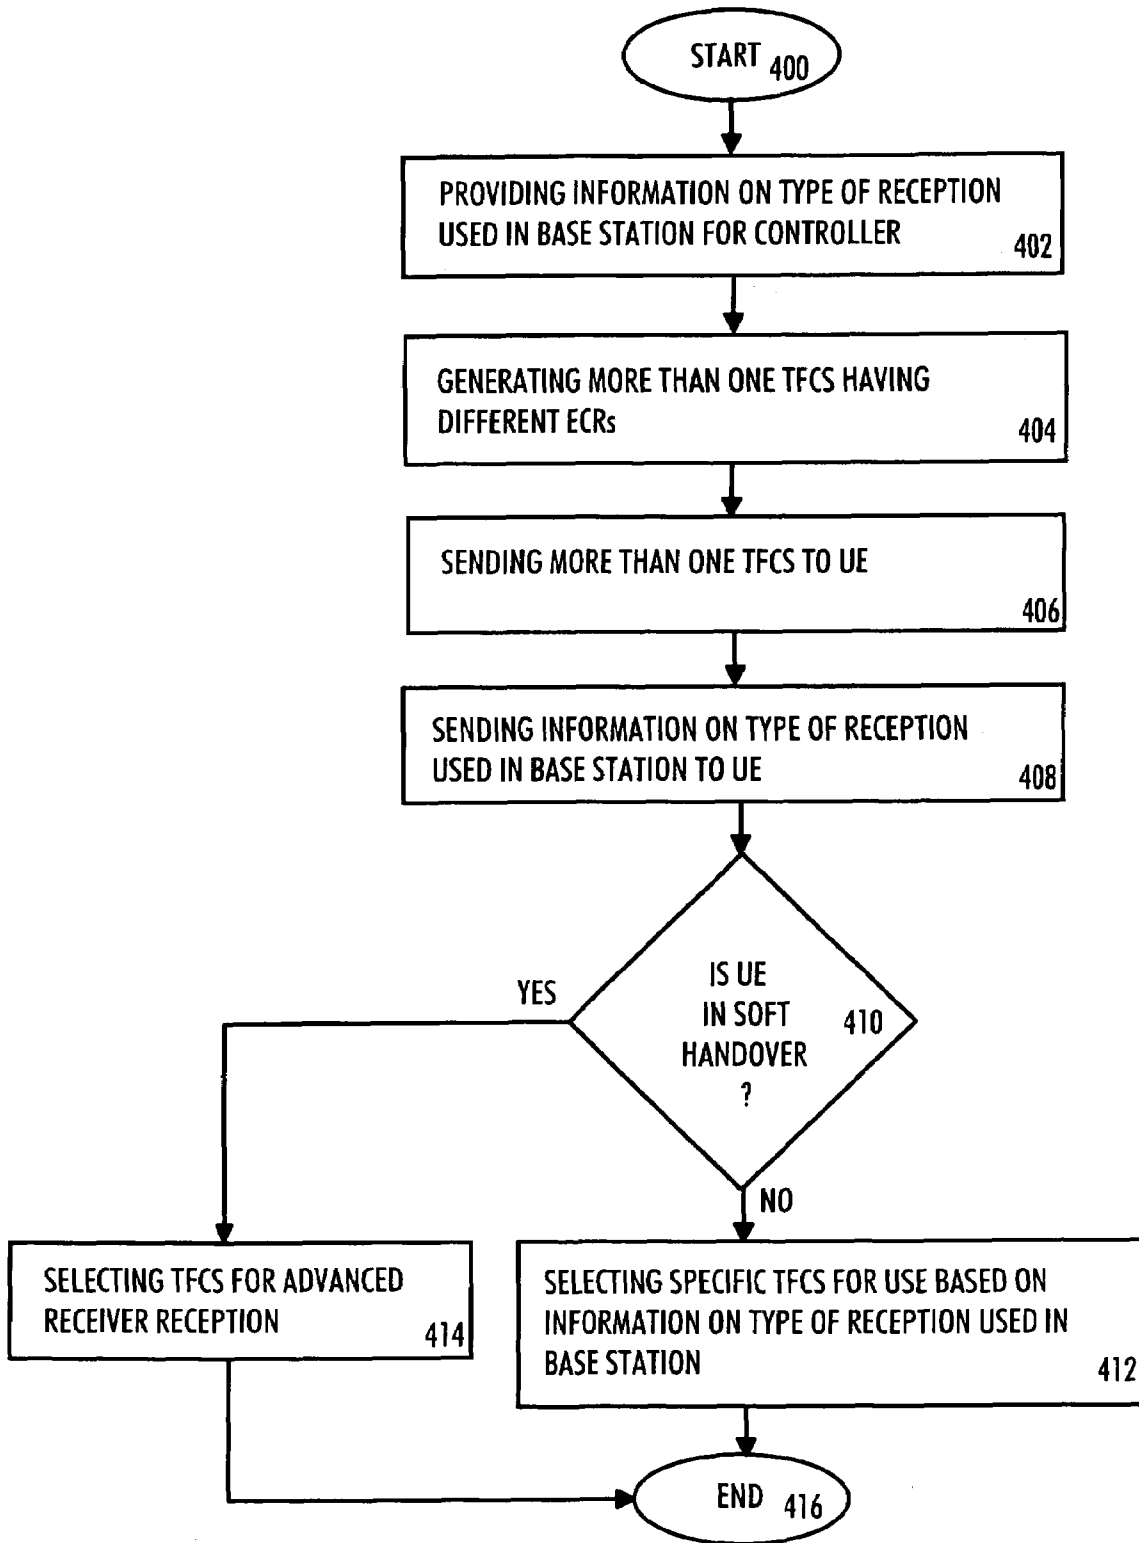 START 400
PROVIDING INFORMATION ON TYPE OF RECEPTION
USED IN BASE STATION FOR CONTROLLER
402
GENERATING MORE THAN ONE TFCS HAVING
DIFFERENT ECRs
404
SENDING MORE THAN ONE TFCS TO UE
406
SENDING INFORMATION ON TYPE OF RECEPTION
USED IN BASE STATION TO UE
408
IS UE
IN SOFT
HANDOVER
?
410
YES
NO
SELECTING TFCS FOR ADVANCED
RECEIVER RECEPTION
414
SELECTING SPECIFIC TFCS FOR USE BASED ON
INFORMATION ON TYPE OF RECEPTION USED IN
BASE STATION
412
END 416